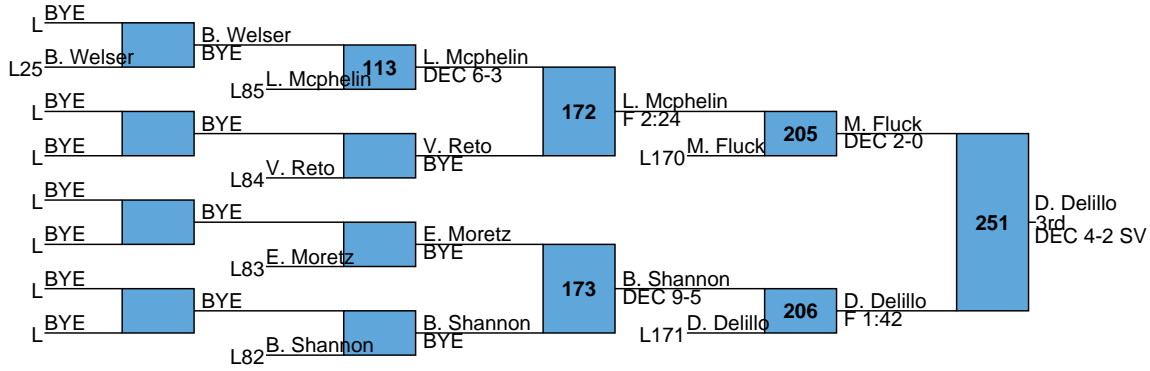 BYE
L
B. Welser
L25
B. Welser
BYE
113
L. Mcphelin
L85
L. Mcphelin
DEC 6-3
BYE
L
BYE
L
BYE
V. Reto
L84
V. Reto
BYE
172
L. Mcphelin
F 2:24
M. Fluck
L170
205
M. Fluck
DEC 2-0
BYE
L
BYE
L
BYE
E. Moretz
L83
E. Moretz
BYE
BYE
L
BYE
L
BYE
B. Shannon
L82
B. Shannon
BYE
173
B. Shannon
DEC 9-5
D. Delillo
L171
206
D. Delillo
F 1:42
251
D. Delillo
3rd
DEC 4-2 SV